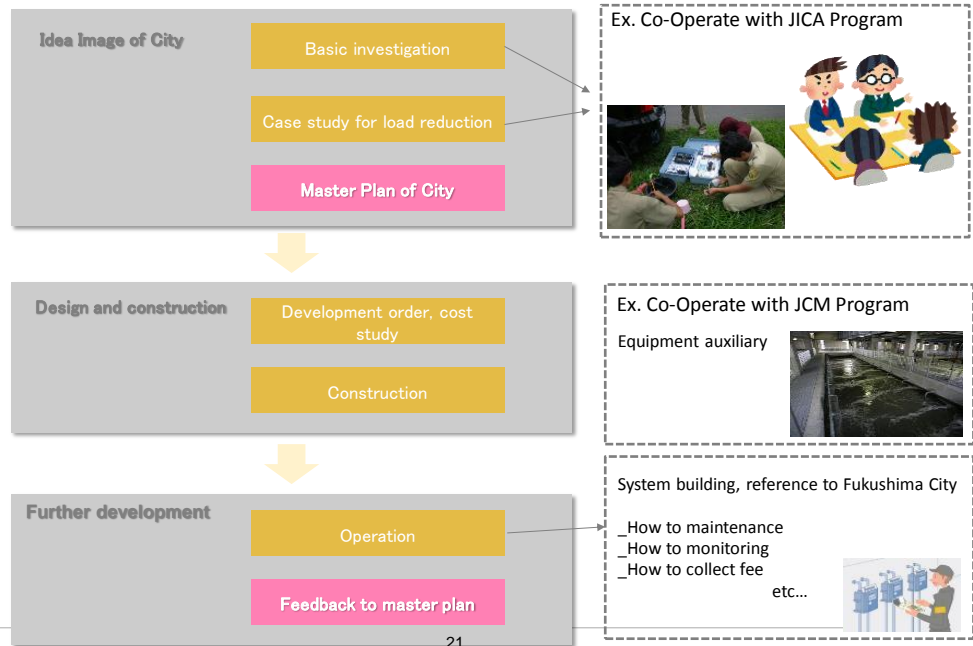 Idea Image of City
Basic investigation
Case study for load reduction
Master Plan of City
Ex. Co-Operate with JICA Program
Design and construction
Development order, cost
study
Construction
Ex. Co-Operate with JCM Program
Equipment auxiliary
Further development
Operation
Feedback to master plan
System building, reference to Fukushima City
_How to maintenance
_How to monitoring
_How to collect fee
etc...
21